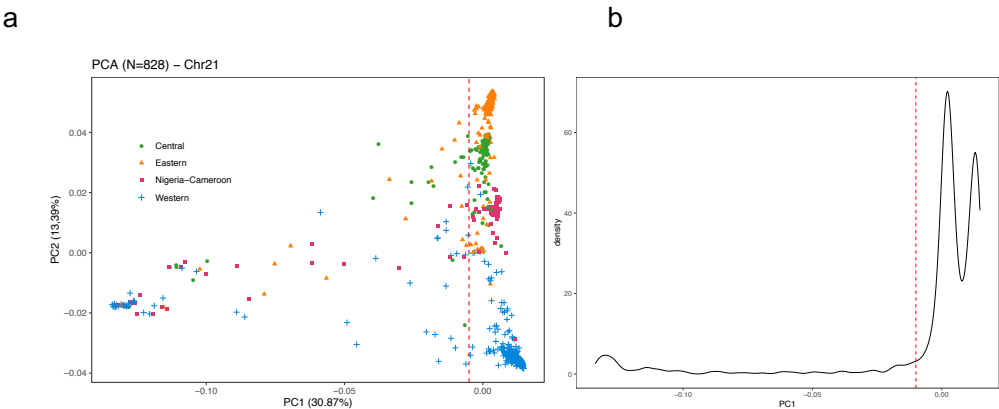 a
b
PCA (N=828) – Chr21
Central
Eastern
Nigeria–Cameroon
Western
PC2 (13.39%)
0.04
0.02
0.00
−0.02
−0.04
−0.10
−0.05
0.00
PC1 (30.87%)
density
60
40
20
0
−0.10
−0.05
0.00
PC1